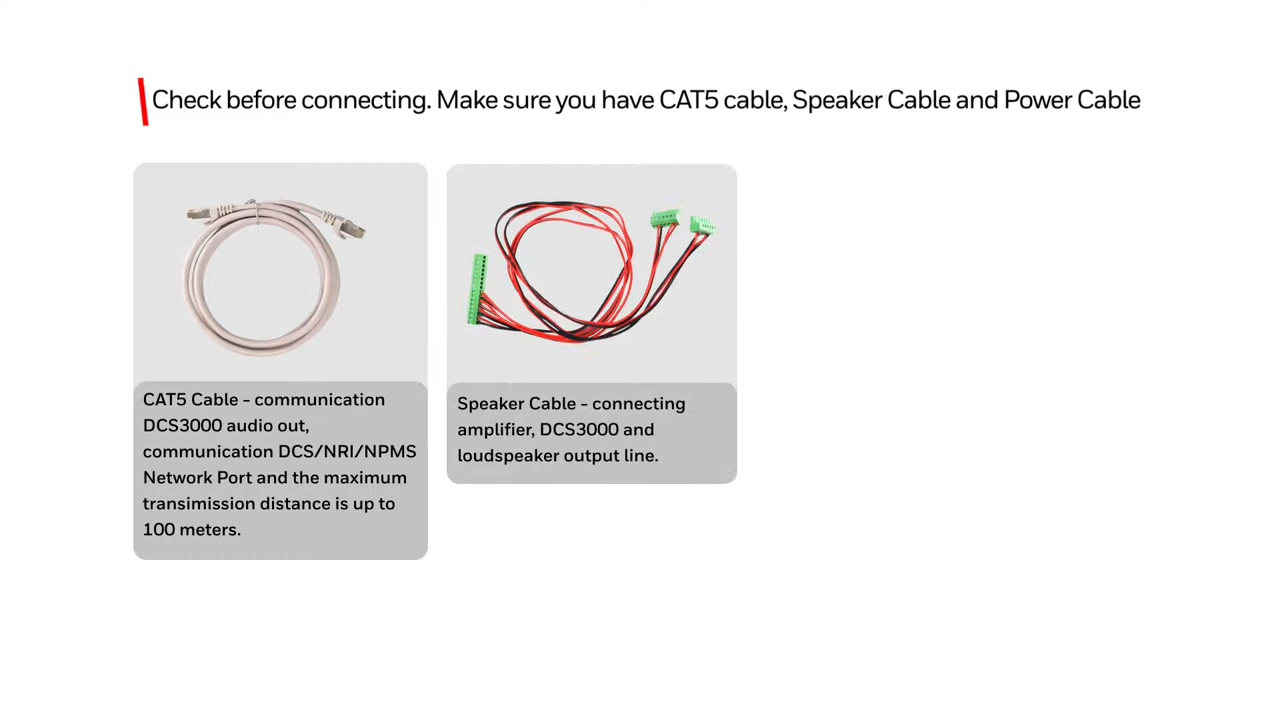 Check before connecting. Make sure you have CAT5 cable, Speaker Cable and Power Cable
CAT5 Cable - communication
DCS3000 audio out,
communication DCS/NRI/NPMS
Network Port and the maximum
transimission distance is up to
100 meters.
Speaker Cable - connecting
amplifier, DCS3000 and
loudspeaker output line.